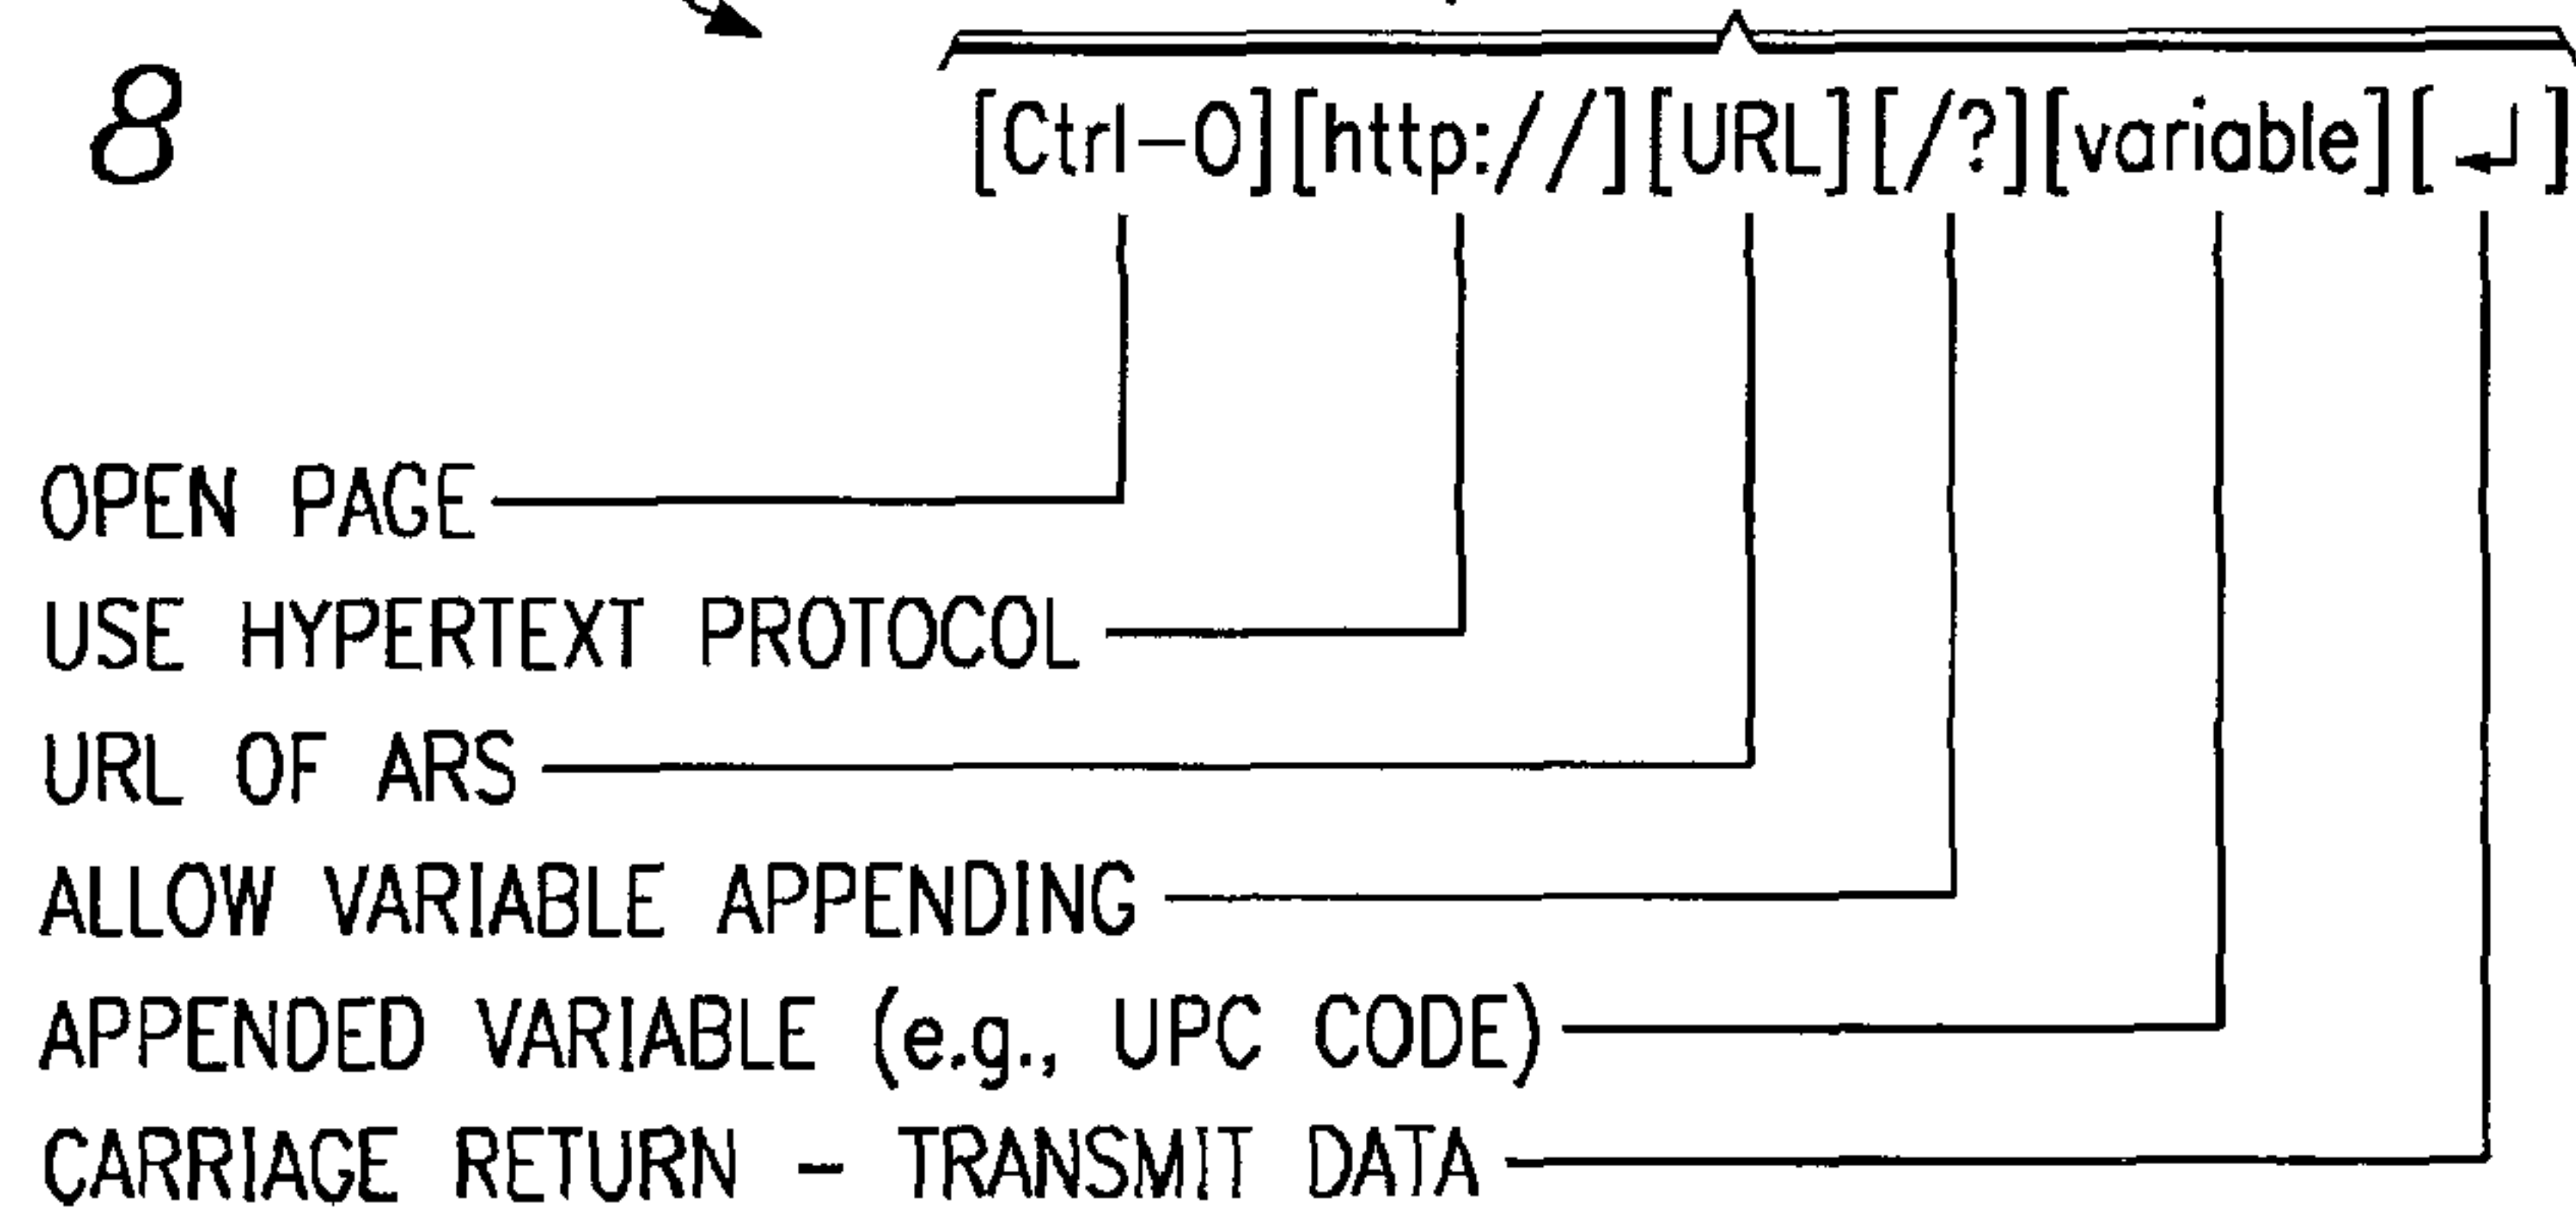 8
[Ctrl-O][http://][URL][/?][variable][↲]
OPEN PAGE
USE HYPERTEXT PROTOCOL
URL OF ARS
ALLOW VARIABLE APPENDING
APPENDED VARIABLE (e.g., UPC CODE)
CARRIAGE RETURN - TRANSMIT DATA